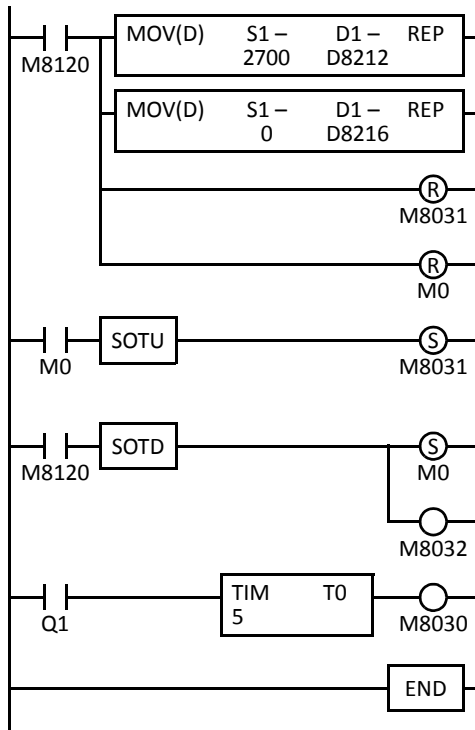 MOV(D) S1 – D1 – REP
M8120
2700 D8212
MOV(D) S1 – D1 – REP
0 D8216
R
M8031
R
M0
SOTU S
M0 M8031
SOTD S
M8120 M0
M8032
TIM T0
5
Q1 M8030
END